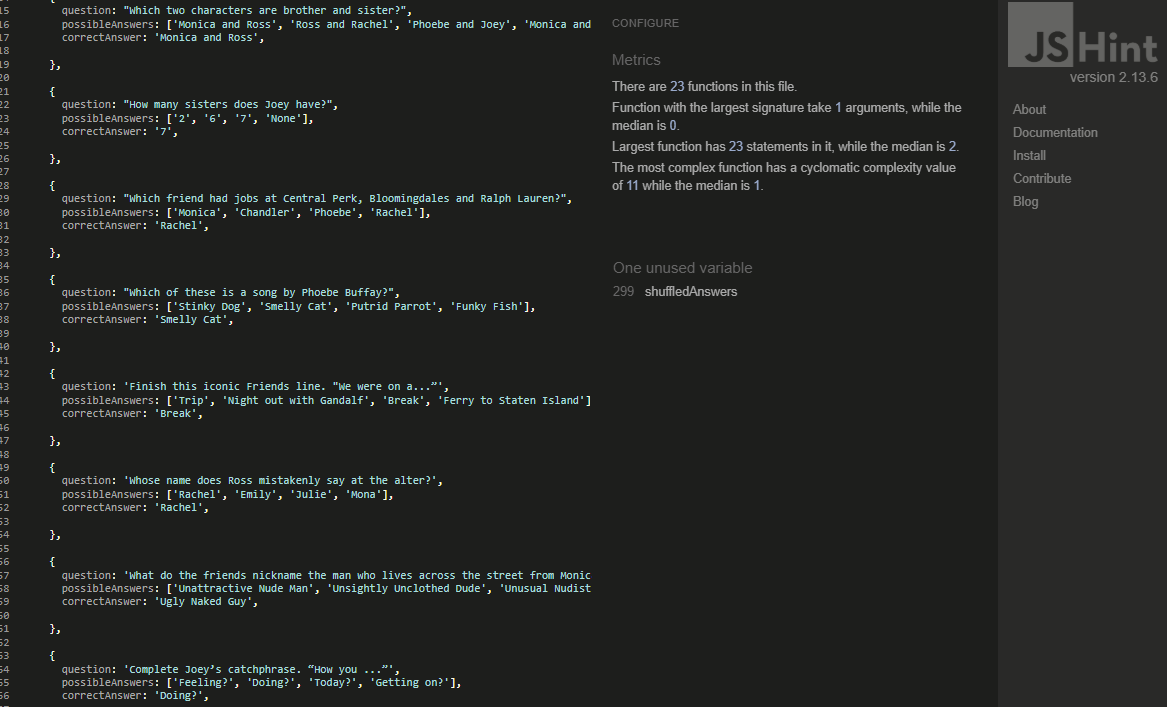 15 question: "Which two characters are brother and sister?",
16 possibleAnswers: ['Monica and Ross', 'Ross and Rachel', 'Phoebe and Joey', 'Monica and
17 correctAnswer: 'Monica and Ross',
18
19 },
20
21 {
22 question: "How many sisters does Joey have?",
23 possibleAnswers: ['2', '6', '7', 'None'],
24 correctAnswer: '7',
25
26 },
27
28 {
29 question: "Which friend had jobs at Central Perk, Bloomingdales and Ralph Lauren?",
30 possibleAnswers: ['Monica', 'Chandler', 'Phoebe', 'Rachel'],
31 correctAnswer: 'Rachel',
32
33 },
34
35 {
36 question: "Which of these is a song by Phoebe Buffay?",
37 possibleAnswers: ['Stinky Dog', 'Smelly Cat', 'Putrid Parrot', 'Funky Fish'],
38 correctAnswer: 'Smelly Cat',
39
40 },
41
42 {
43 question: 'Finish this iconic Friends line. "We were on a...”',
44 possibleAnswers: ['Trip', 'Night out with Gandalf', 'Break', 'Ferry to Staten Island']
45 correctAnswer: 'Break',
46
47 },
48
49 {
50 question: 'Whose name does Ross mistakenly say at the alter?',
51 possibleAnswers: ['Rachel', 'Emily', 'Julie', 'Mona'],
52 correctAnswer: 'Rachel',
53
54 },
55
56 {
57 question: 'What do the friends nickname the man who lives across the street from Monic
58 possibleAnswers: ['Unattractive Nude Man', 'Unsightly Unclothed Dude', 'Unusual Nudist
59 correctAnswer: 'Ugly Naked Guy',
60
61 },
62
63 {
64 question: 'Complete Joey’s catchphrase. “How you ...”',
65 possibleAnswers: ['Feeling?', 'Doing?', 'Today?', 'Getting on?'],
66 correctAnswer: 'Doing?',
CONFIGURE
Metrics
There are 23 functions in this file.
Function with the largest signature take 1 arguments, while the
median is 0.
Largest function has 23 statements in it, while the median is 2.
The most complex function has a cyclomatic complexity value
of 11 while the median is 1.
One unused variable
299 shuffledAnswers
JSHint
version 2.13.6
About
Documentation
Install
Contribute
Blog